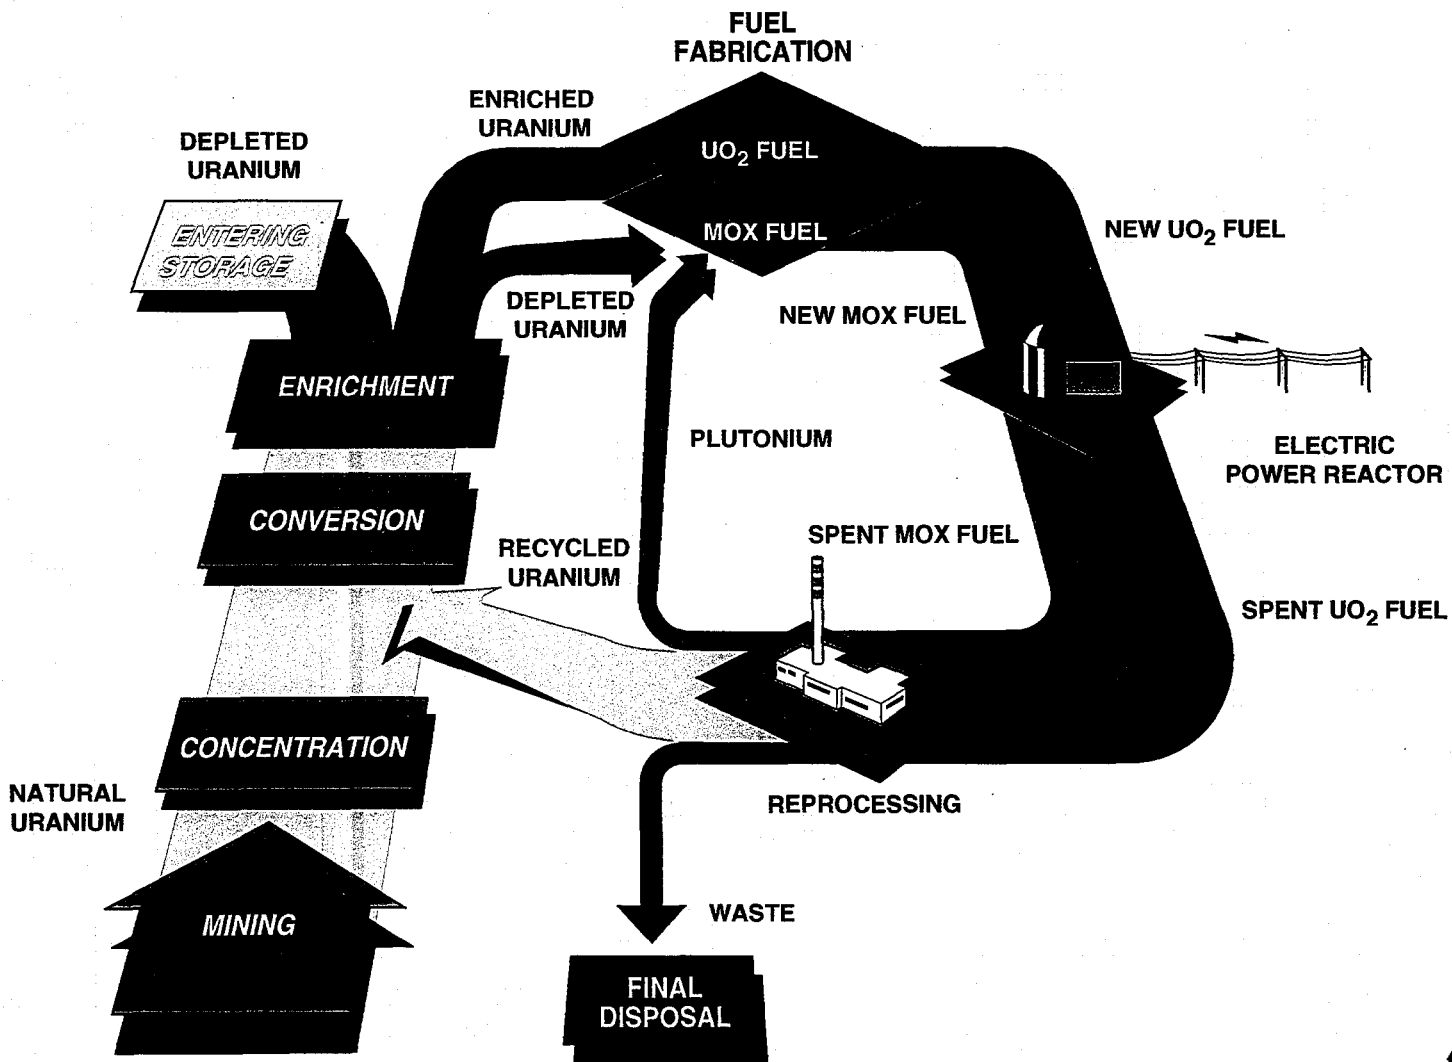 FUEL
FABRICATION
ENRICHED
URANIUM
DEPLETED
URANIUM
UO2 FUEL
ENTERING
STORAGE
MOX FUEL
NEW UO2 FUEL
DEPLETED
URANIUM
NEW MOX FUEL
ENRICHMENT
PLUTONIUM
ELECTRIC
POWER REACTOR
CONVERSION
SPENT MOX FUEL
RECYCLED
URANIUM
SPENT UO2 FUEL
CONCENTRATION
NATURAL
URANIUM
REPROCESSING
MINING
WASTE
FINAL
DISPOSAL